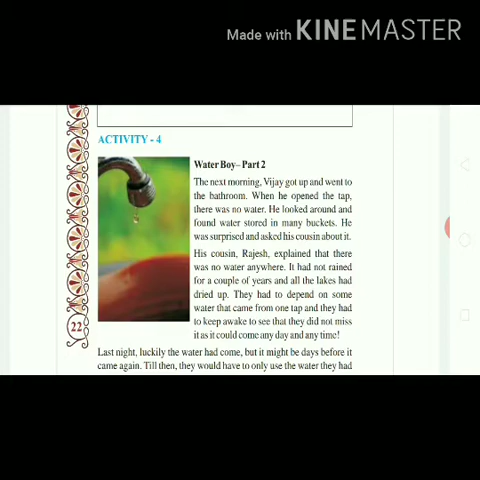 Made with KINEMASTER
ACTIVITY - 4
Water Boy– Part 2
The next morning, Vijay got up and went to
the bathroom. When he opened the tap,
there was no water. He looked around and
found water stored in many buckets. He
was surprised and asked his cousin about it.
His cousin, Rajesh, explained that there
was no water anywhere. It had not rained
for a couple of years and all the lakes had
dried up. They had to depend on some
water that came from one tap and they had
to keep awake to see that they did not miss
it as it could come any day and any time!
22
Last night, luckily the water had come, but it might be days before it
came again. Till then, they would have to only use the water they had